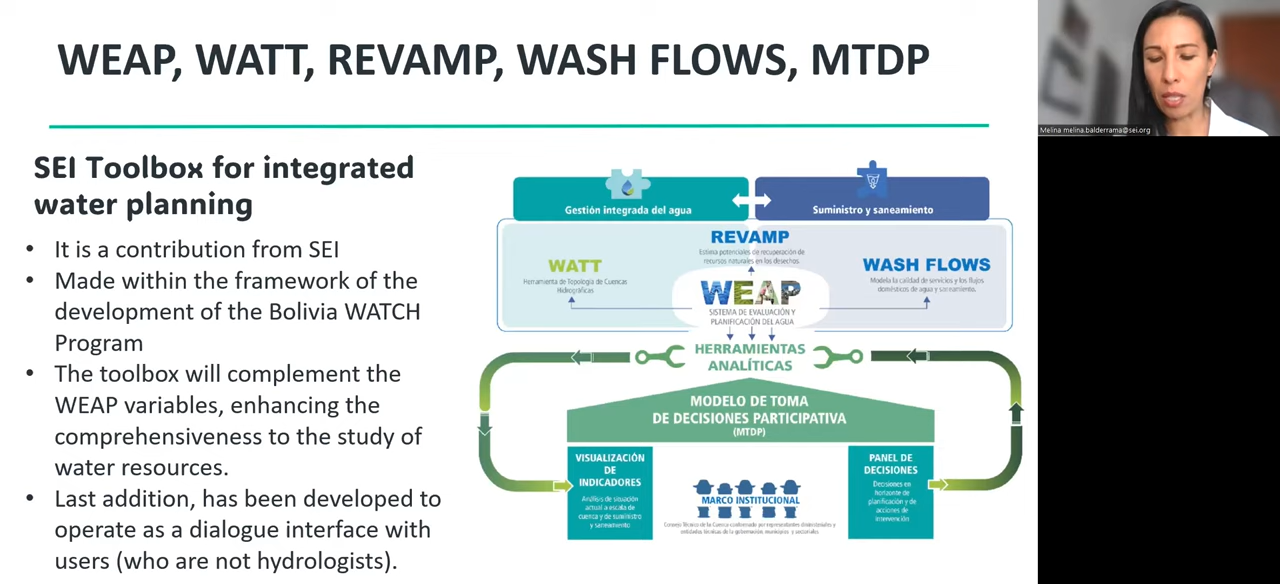 WEAP, WATT, REVAMP, WASH FLOWS, MTDP
SEI Toolbox for integrated
water planning
• It is a contribution from SEI
• Made within the framework of the
development of the Bolivia WATCH
Program
• The toolbox will complement the
WEAP variables, enhancing the
comprehensiveness to the study of
water resources.
• Last addition, has been developed to
operate as a dialogue interface with
users (who are not hydrologists).
Gestión integrada del agua
Suministro y saneamiento
REVAMP
Estima potenciales de recuperación de
recursos naturales en los desechos.
WATT
Herramienta de Topología de Cuencas
Hidrográficas
WASH FLOWS
Modela la calidad de servicios y los flujos
domésticos de agua y saneamiento.
WEAP
SISTEMA DE EVALUACIÓN Y
PLANIFICACIÓN DEL AGUA
HERRAMIENTAS
ANALÍTICAS
MODELO DE TOMA
DE DECISIONES PARTICIPATIVA
(MTDP)
VISUALIZACIÓN
DE
INDICADORES
Análisis de situación
actual a escala de
cuenca y de suministro
y saneamiento
MARCO INSTITUCIONAL
Consejo Técnico de la Cuenca conformado por representantes
entidades técnicas de la gobernación, municipios y sectoriales
PANEL DE
DECISIONES
Decisiones en
horizonte de
planificación y de
acciones de
intervención
Melina melina.balderrama@sei.org